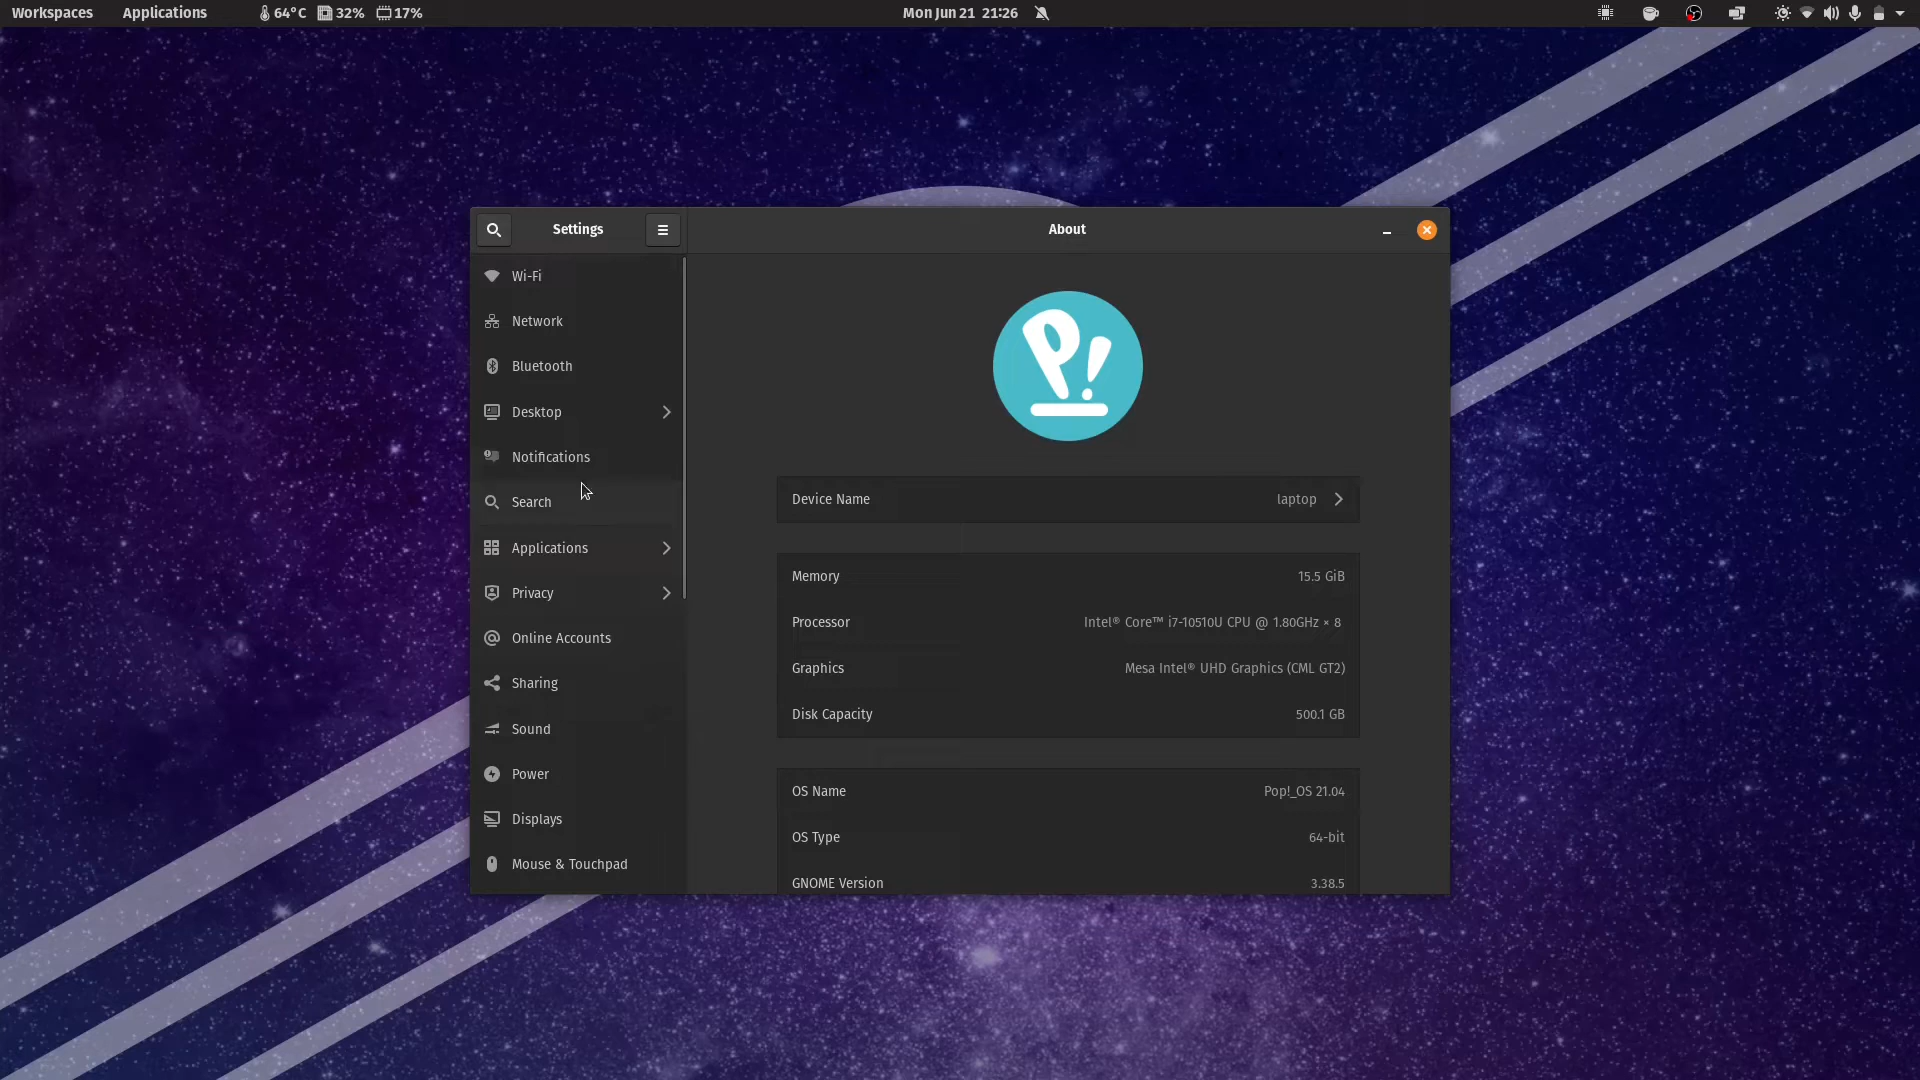 Workspaces Applications 64°C 32% 17% Mon Jun 21 21:26
Settings About
Wi-Fi
Network
Bluetooth
Desktop
Notifications
Search
Applications
Privacy
Online Accounts
Sharing
Sound
Power
Displays
Mouse & Touchpad
P!
Device Name laptop
Memory 15.5 GiB
Processor Intel® Core™ i7-10510U CPU @ 1.80GHz × 8
Graphics Mesa Intel® UHD Graphics (CML GT2)
Disk Capacity 500.1 GB
OS Name Pop!_OS 21.04
OS Type 64-bit
GNOME Version 3.38.5